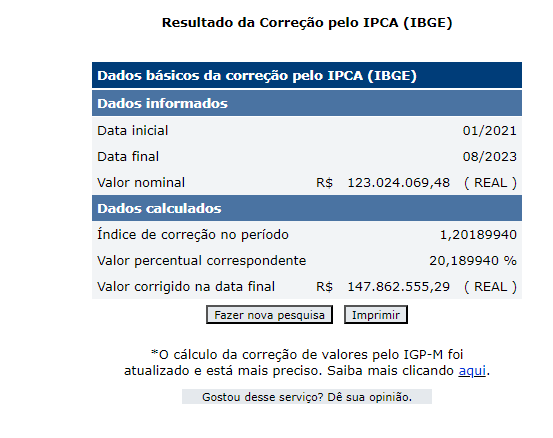 Resultado da Correção pelo IPCA (IBGE)
Dados básicos da correção pelo IPCA (IBGE)
Dados informados
Data inicial 01/2021
Data final 08/2023
Valor nominal R$ 123.024.069,48 ( REAL )
Dados calculados
Índice de correção no período 1,20189940
Valor percentual correspondente 20,189940 %
Valor corrigido na data final R$ 147.862.555,29 ( REAL )
Fazer nova pesquisa Imprimir
*O cálculo da correção de valores pelo IGP-M foi
atualizado e está mais preciso. Saiba mais clicando aqui.
Gostou desse serviço? Dê sua opinião.